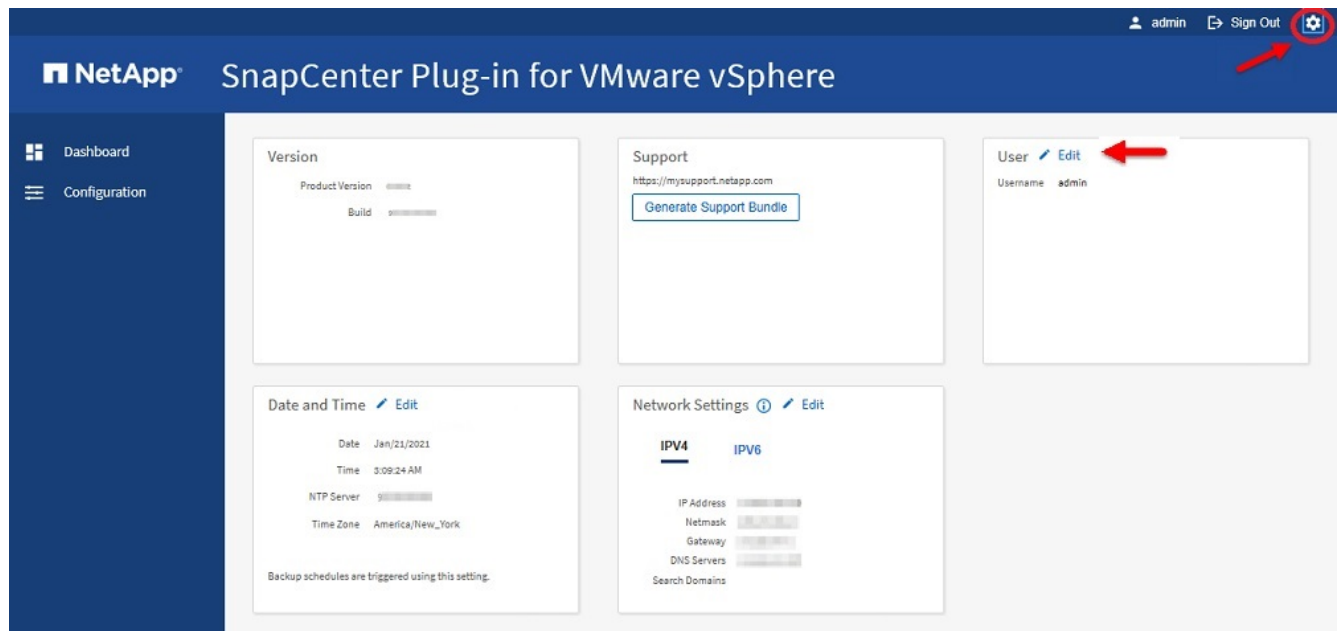 admin Sign Out
NetApp SnapCenter Plug-in for VMware vSphere
Dashboard
Configuration
Version
Product Version
Build
Support
https://mysupport.netapp.com
Generate Support Bundle
User Edit
Username admin
Date and Time Edit
Date Jan/21/2021
Time 3:09:24 AM
NTP Server
Time Zone America/New_York
Backup schedules are triggered using this setting.
Network Settings Edit
IPV4 IPV6
IP Address
Netmask
Gateway
DNS Servers
Search Domains